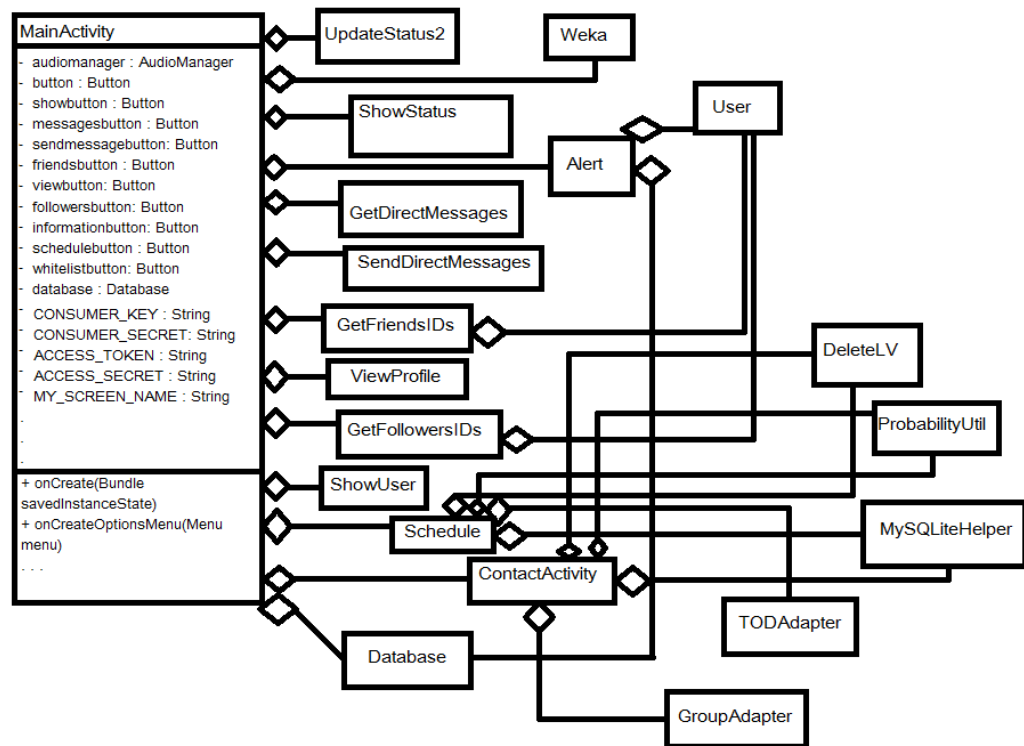 MainActivity
- audiomanager : AudioManager
- button : Button
- showbutton : Button
- messagesbutton : Button
- sendmessagebutton: Button
- friendsbutton : Button
- viewbutton: Button
- followersbutton : Button
- informationbutton : Button
- schedulebutton : Button
- whitelistbutton: Button
- database : Database
- CONSUMER_KEY : String
- CONSUMER_SECRET: String
- ACCESS_TOKEN : String
- ACCESS_SECRET : String
- MY_SCREEN_NAME : String
.
.
.
+ onCreate(Bundle
savedInstanceState)
+ onCreateOptionsMenu(Menu
menu)
. . .
UpdateStatus2
Weka
ShowStatus
User
Alert
GetDirectMessages
SendDirectMessages
GetFriendsIDs
DeleteLV
ViewProfile
ProbabilityUtil
GetFollowersIDs
ShowUser
Schedule
MySQLiteHelper
ContactActivity
TODAdapter
Database
GroupAdapter